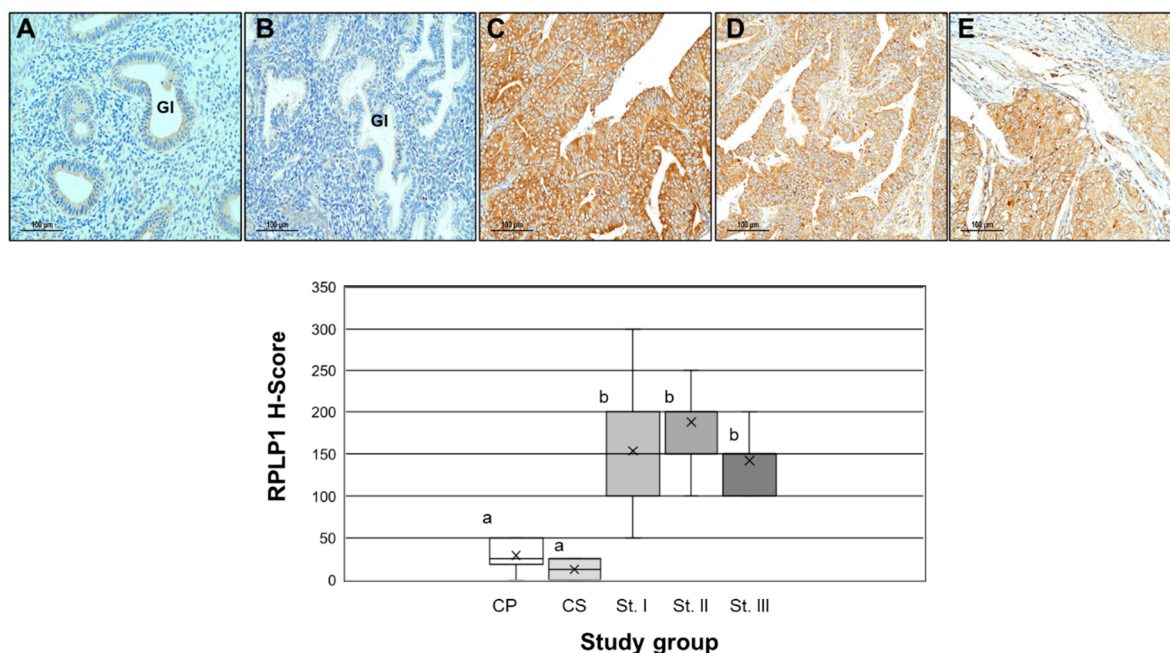 A B C D E
GI
GI
100 µm 100 µm 100 µm 100 µm 100 µm
RPLP1 H-Score
350
300
250
200
150
100
50
0
a
a
b
b
b
CP CS St. I St. II St. III
Study group